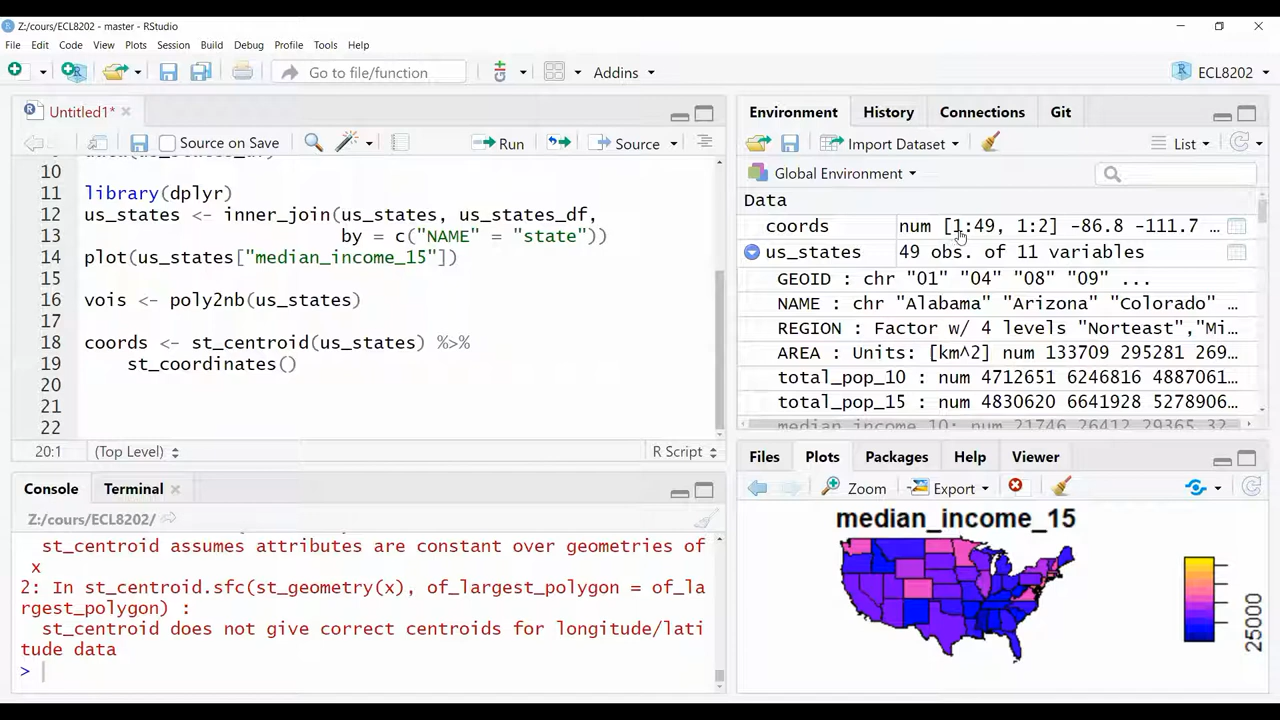 Z:/cours/ECL8202 - master - RStudio
File Edit Code View Plots Session Build Debug Profile Tools Help
Go to file/function
Addins
ECL8202
Untitled1*
Source on Save
Run
Source
10
11 library(dplyr)
12 us_states <- inner_join(us_states, us_states_df,
13 by = c("NAME" = "state"))
14 plot(us_states["median_income_15"])
15
16 vois <- poly2nb(us_states)
17
18 coords <- st_centroid(us_states) %>%
19 st_coordinates()
20
21
22
20:1 (Top Level) R Script
Console Terminal
Z:/cours/ECL8202/
st_centroid assumes attributes are constant over geometries of
x
2: In st_centroid.sfc(st_geometry(x), of_largest_polygon = of_la
rgest_polygon) :
st_centroid does not give correct centroids for longitude/lati
tude data
>
Environment History Connections Git
Import Dataset
List
Global Environment
Data
coords num [1:49, 1:2] -86.8 -111.7 ...
us_states 49 obs. of 11 variables
GEOID : chr "01" "04" "08" "09" ...
NAME : chr "Alabama" "Arizona" "Colorado" ...
REGION : Factor w/ 4 levels "Norteast","Mi...
AREA : Units: [km^2] num 133709 295281 269...
total_pop_10 : num 4712651 6246816 4887061...
total_pop_15 : num 4830620 6641928 5278906...
median_income_10: num 21746 26412 29365 32
Files Plots Packages Help Viewer
Zoom
Export
median_income_15
25000